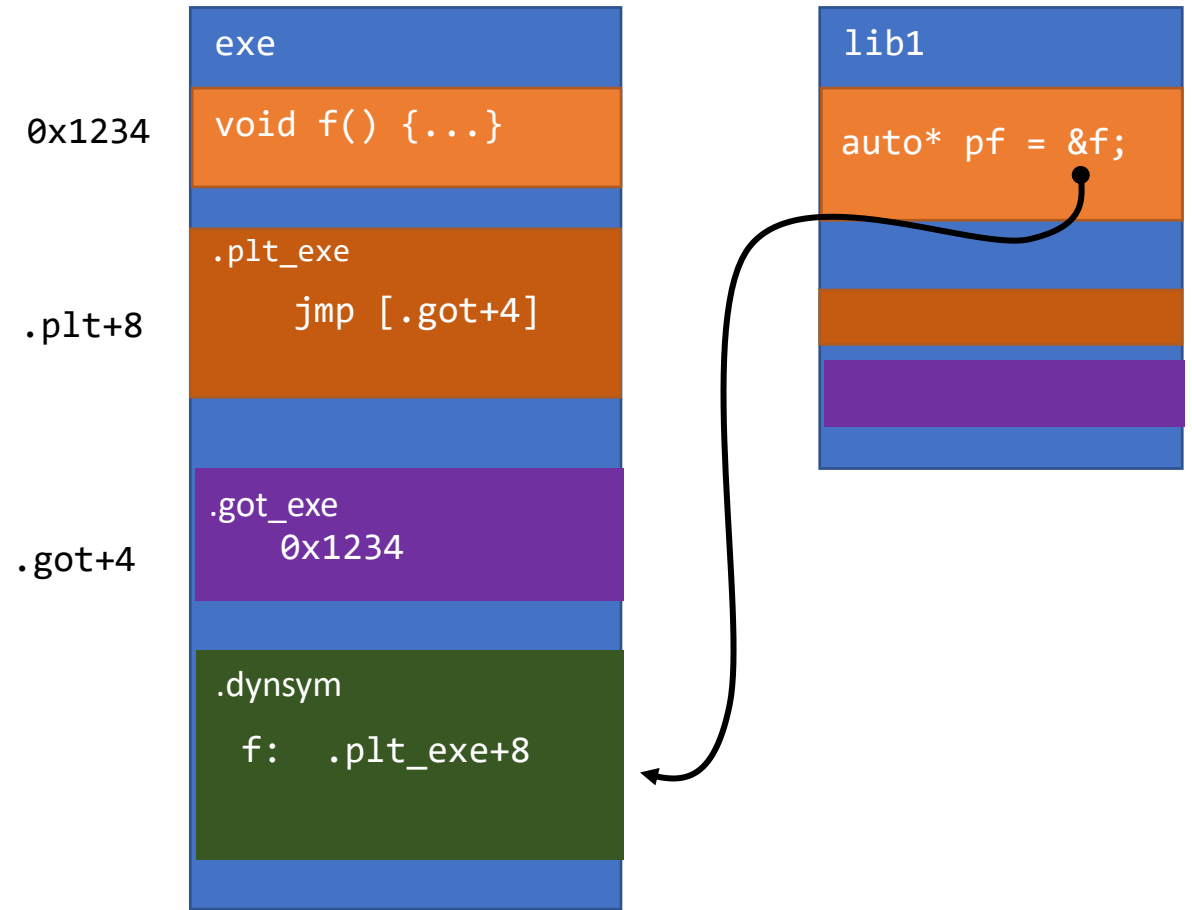 exe
0x1234
void f() {...}
.plt_exe
.plt+8
jmp [.got+4]
.got_exe
.got+4
0x1234
.dynsym
f: .plt_exe+8
lib1
auto* pf = &f;